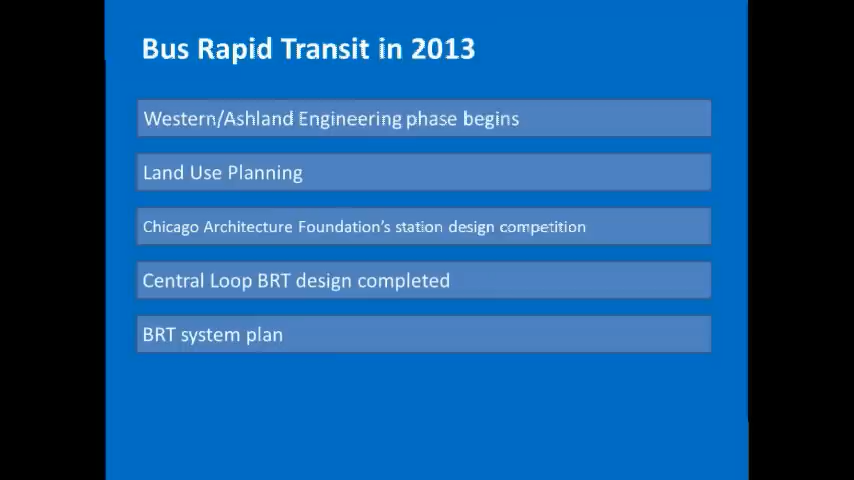 Bus Rapid Transit in 2013
Western/Ashland Engineering phase begins
Land Use Planning
Chicago Architecture Foundation's station design competition
Central Loop BRT design completed
BRT system plan